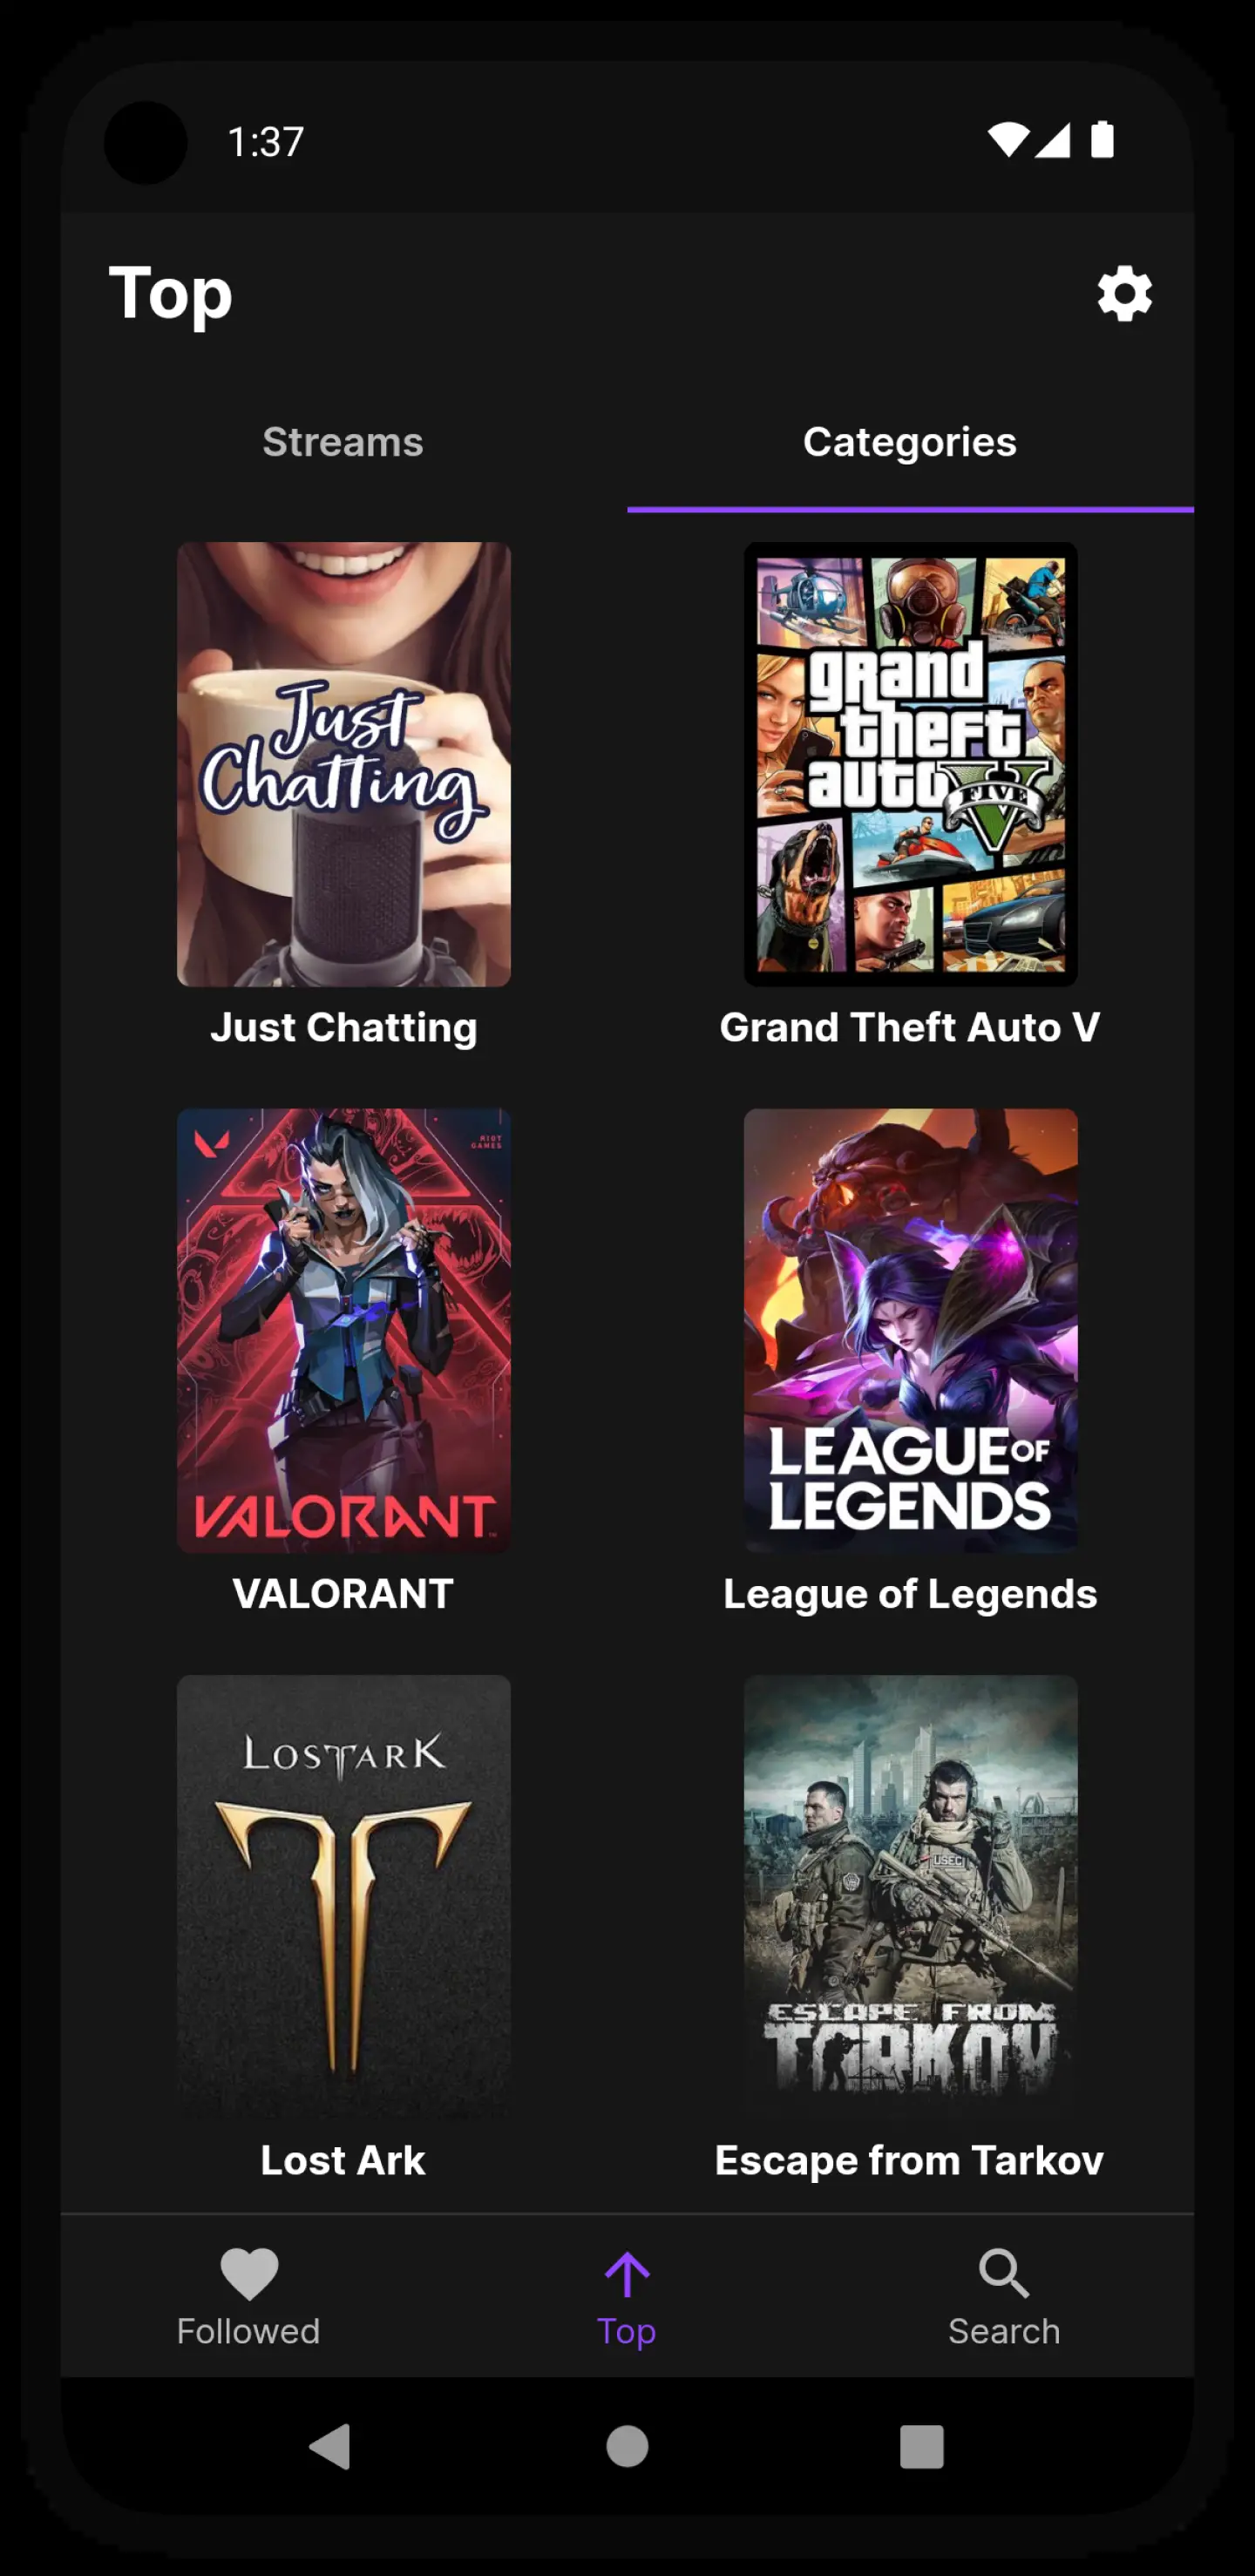 1:37
Top
Streams
Categories
Just
Chatting
grand
theft
auto
FIVE
Just Chatting
Grand Theft Auto V
RIOT
GAMES
VALORANT
LEAGUE OF
LEGENDS
VALORANT
League of Legends
LOST ARK
USEC
ESCAPE FROM
TARKOV
Lost Ark
Escape from Tarkov
Followed
Top
Search